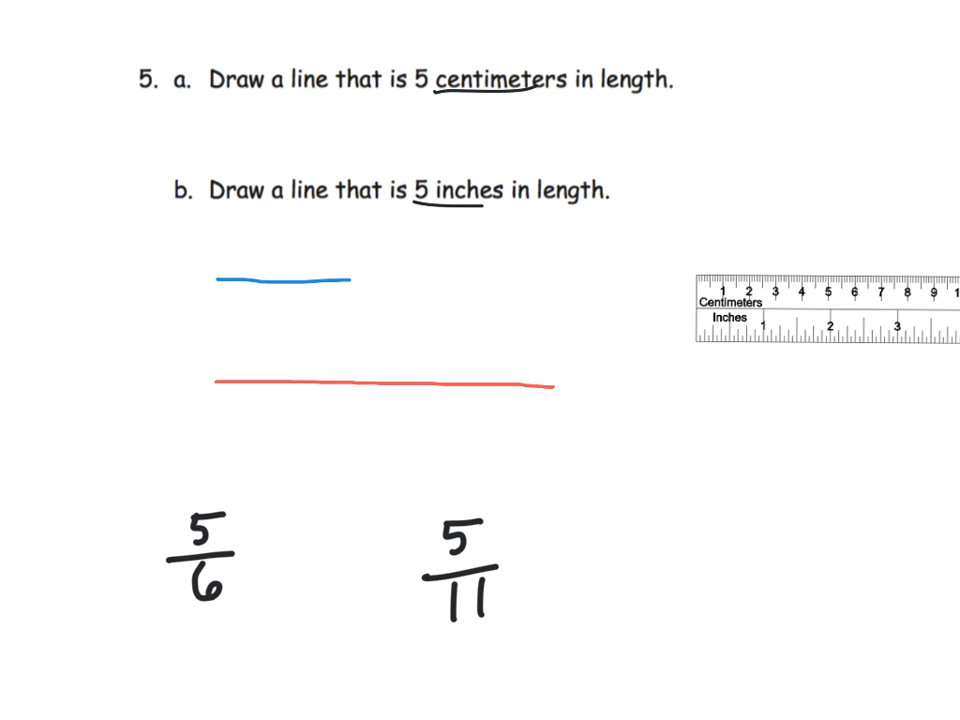 5. a. Draw a line that is 5 centimeters in length.
b. Draw a line that is 5 inches in length.
1 2 3 4 5 6 7 8 9 1
Centimeters
Inches
1 2 3
5
6
5
11